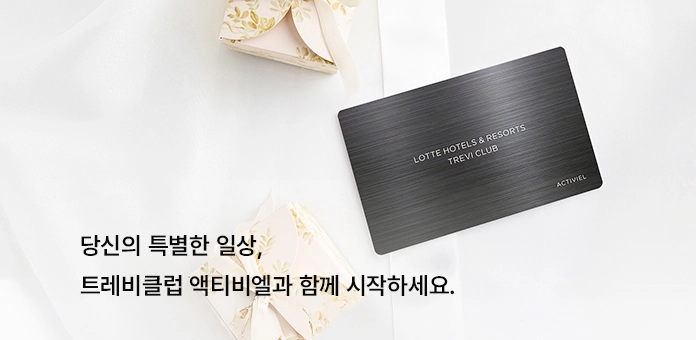 LOTTE HOTELS & RESORTS
TREVI CLUB
ACTIVIEL
당신의 특별한 일상,
트레비클럽 액티비엘과 함께 시작하세요.